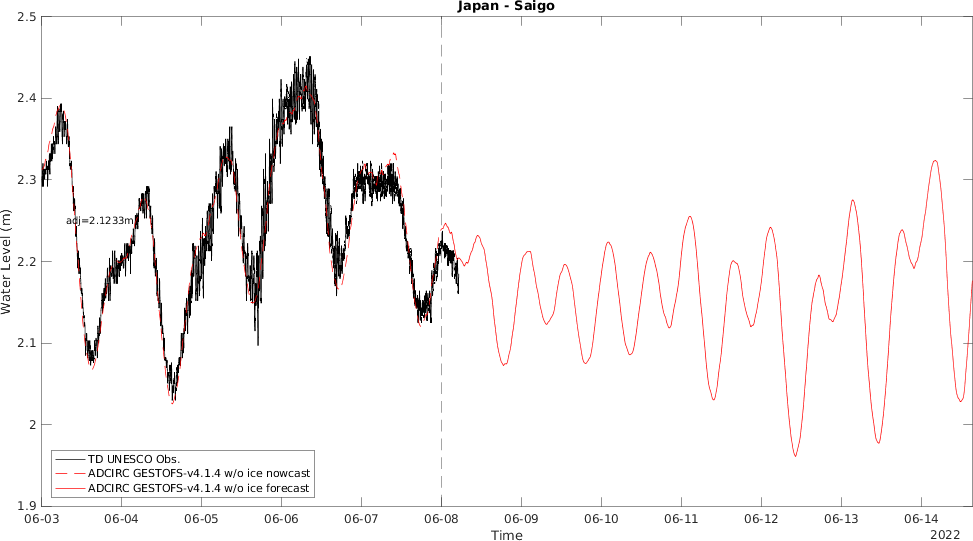 Japan - Saigo
2.5
2.4
2.3
2.2
2.1
2
1.9
Water Level (m)
adj=2.1233m
TD UNESCO Obs.
ADCIRC GESTOFS-v4.1.4 w/o ice nowcast
ADCIRC GESTOFS-v4.1.4 w/o ice forecast
06-03 06-04 06-05 06-06 06-07 06-08 06-09 06-10 06-11 06-12 06-13 06-14
Time
2022